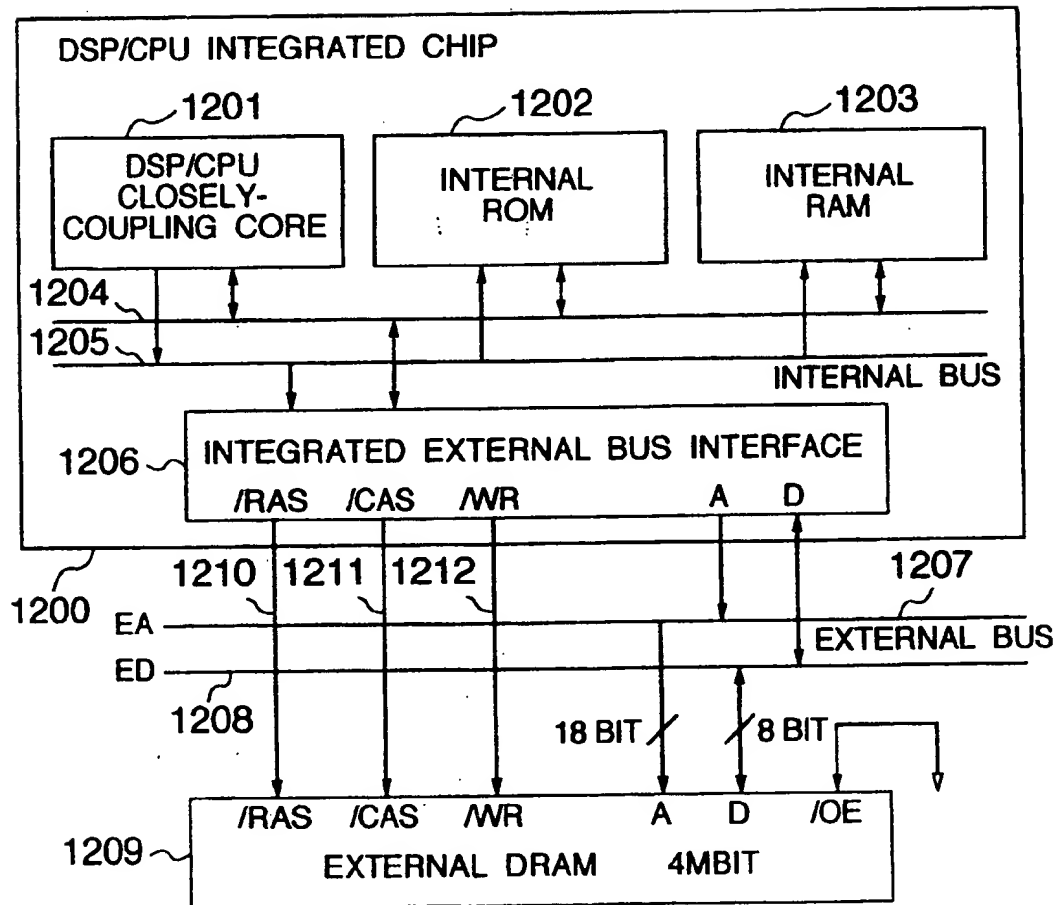 DSP/CPU INTEGRATED CHIP
1201
1202
1203
DSP/CPU
CLOSELY-
COUPLING CORE
INTERNAL
ROM
INTERNAL
RAM
1204
1205
INTERNAL BUS
1206
INTEGRATED EXTERNAL BUS INTERFACE
/RAS /CAS /WR A D
1200
1210 1211 1212
1207
EA
EXTERNAL BUS
ED
1208
18 BIT 8 BIT
/RAS /CAS /WR A D /OE
1209
EXTERNAL DRAM 4MBIT